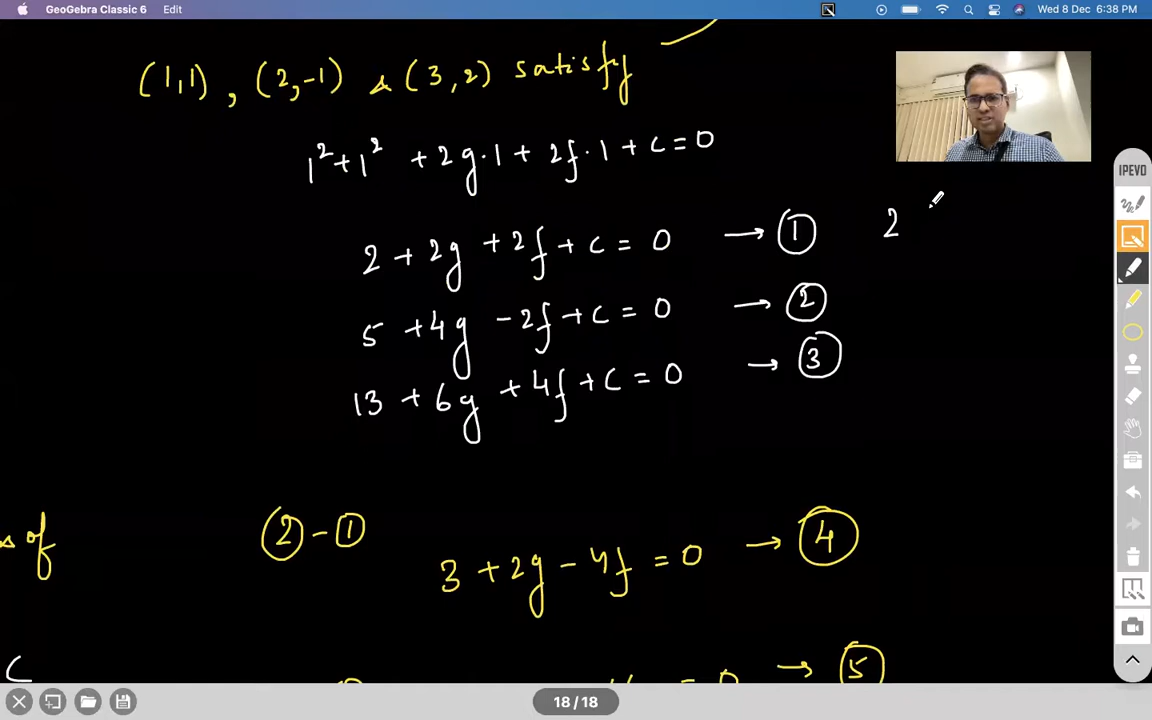 GeoGebra Classic 6 Edit Wed 8 Dec 6:38 PM
(1,1), (2,-1) & (3,2) satisfy
1²+1² +2g·1+2f·1+c=0
2+2g+2f+c=0 → ① 2
5+4g-2f+c=0 → ②
13+6g+4f+c=0 → ③
IPEVO
of ②-①
3+2g-4f=0 → ④
=0 → ⑤
C
18/18